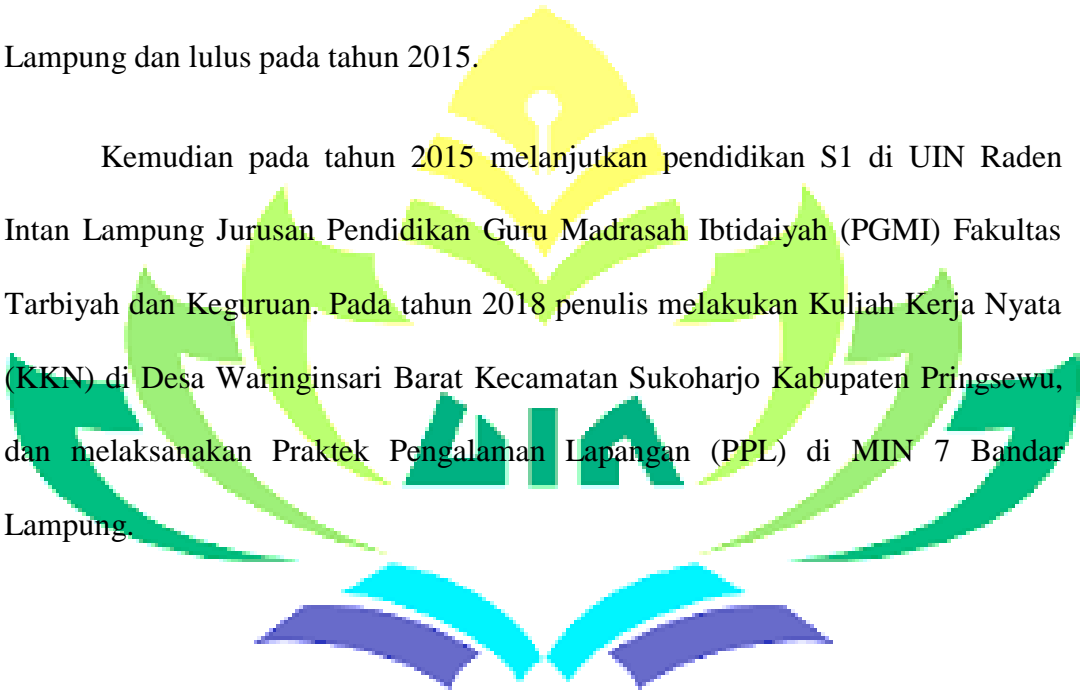 Lampung dan lulus pada tahun 2015.
Kemudian pada tahun 2015 melanjutkan pendidikan S1 di UIN Raden
Intan Lampung Jurusan Pendidikan Guru Madrasah Ibtidaiyah (PGMI) Fakultas
Tarbiyah dan Keguruan. Pada tahun 2018 penulis melakukan Kuliah Kerja Nyata
(KKN) di Desa Waringinsari Barat Kecamatan Sukoharjo Kabupaten Pringsewu,
UIN
dan melaksanakan Praktek Pengalaman Lapangan (PPL) di MIN 7 Bandar
Lampung.